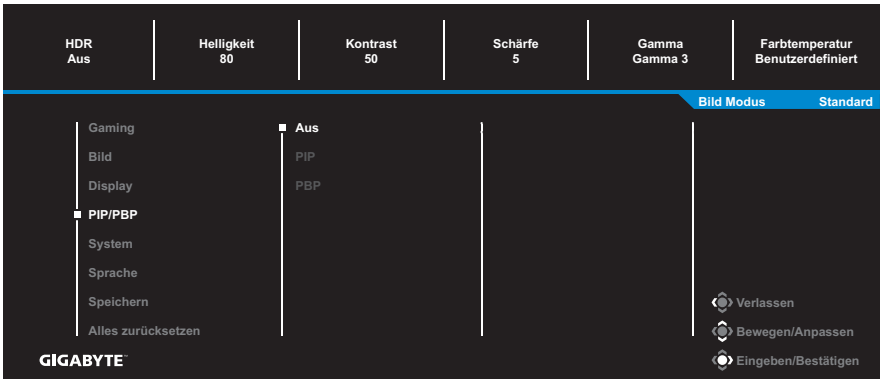 HDR
Aus
Helligkeit
80
Kontrast
50
Schärfe
5
Gamma
Gamma 3
Farbtemperatur
Benutzerdefiniert
Bild Modus Standard
Gaming
Bild
Display
PIP/PBP
System
Sprache
Speichern
Alles zurücksetzen
Aus
PIP
PBP
Verlassen
Bewegen/Anpassen
Eingeben/Bestätigen
GIGABYTE™